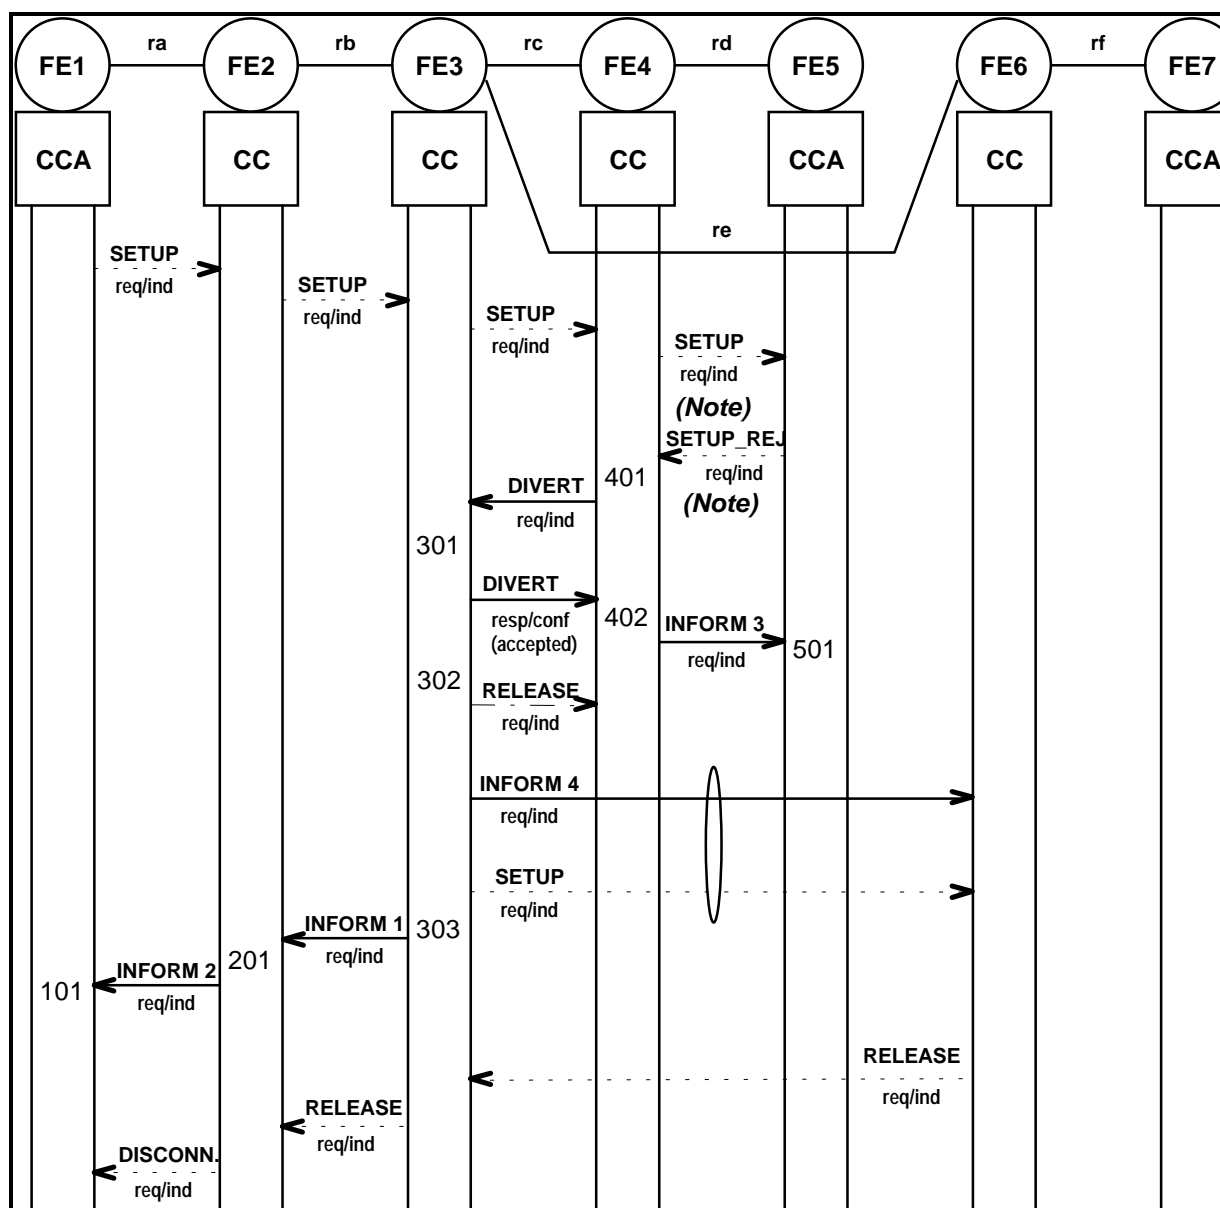 ra rb rc rd rf
FE1 FE2 FE3 FE4 FE5 FE6 FE7
CCA CC CC CC CCA CC CCA
re
SETUP
req/ind
SETUP
req/ind
SETUP
req/ind
SETUP
req/ind
(Note)
SETUP_REJ
req/ind
(Note)
401
DIVERT
req/ind
301
DIVERT
resp/conf
(accepted)
402
INFORM 3
req/ind
501
302
RELEASE
req/ind
INFORM 4
req/ind
SETUP
req/ind
303
INFORM 1
req/ind
201
INFORM 2
req/ind
101
RELEASE
req/ind
RELEASE
req/ind
DISCONN.
req/ind